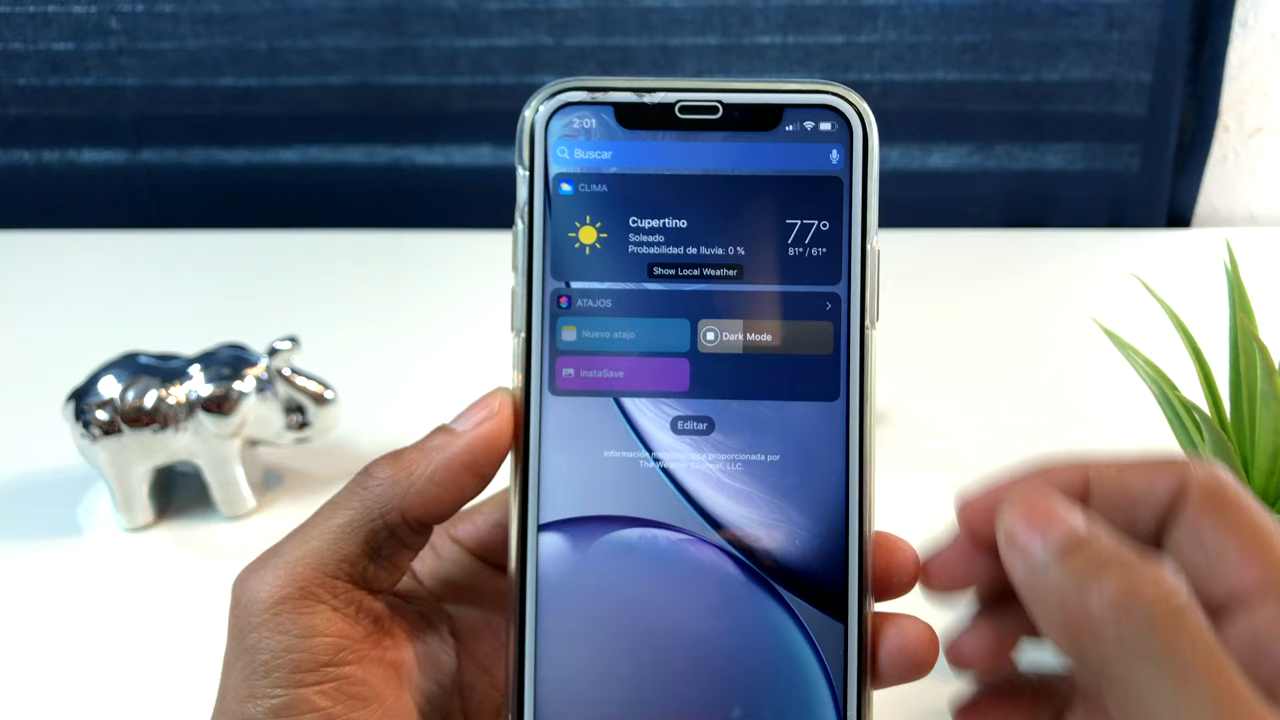 2:01
Buscar
CLIMA
Cupertino
Soleado
Probabilidad de lluvia: 0 %
77°
81° / 61°
Show Local Weather
ATAJOS
Nuevo atajo
Dark Mode
InstaSave
Editar
Información meteorológica proporcionada por
The Weather Channel, LLC.